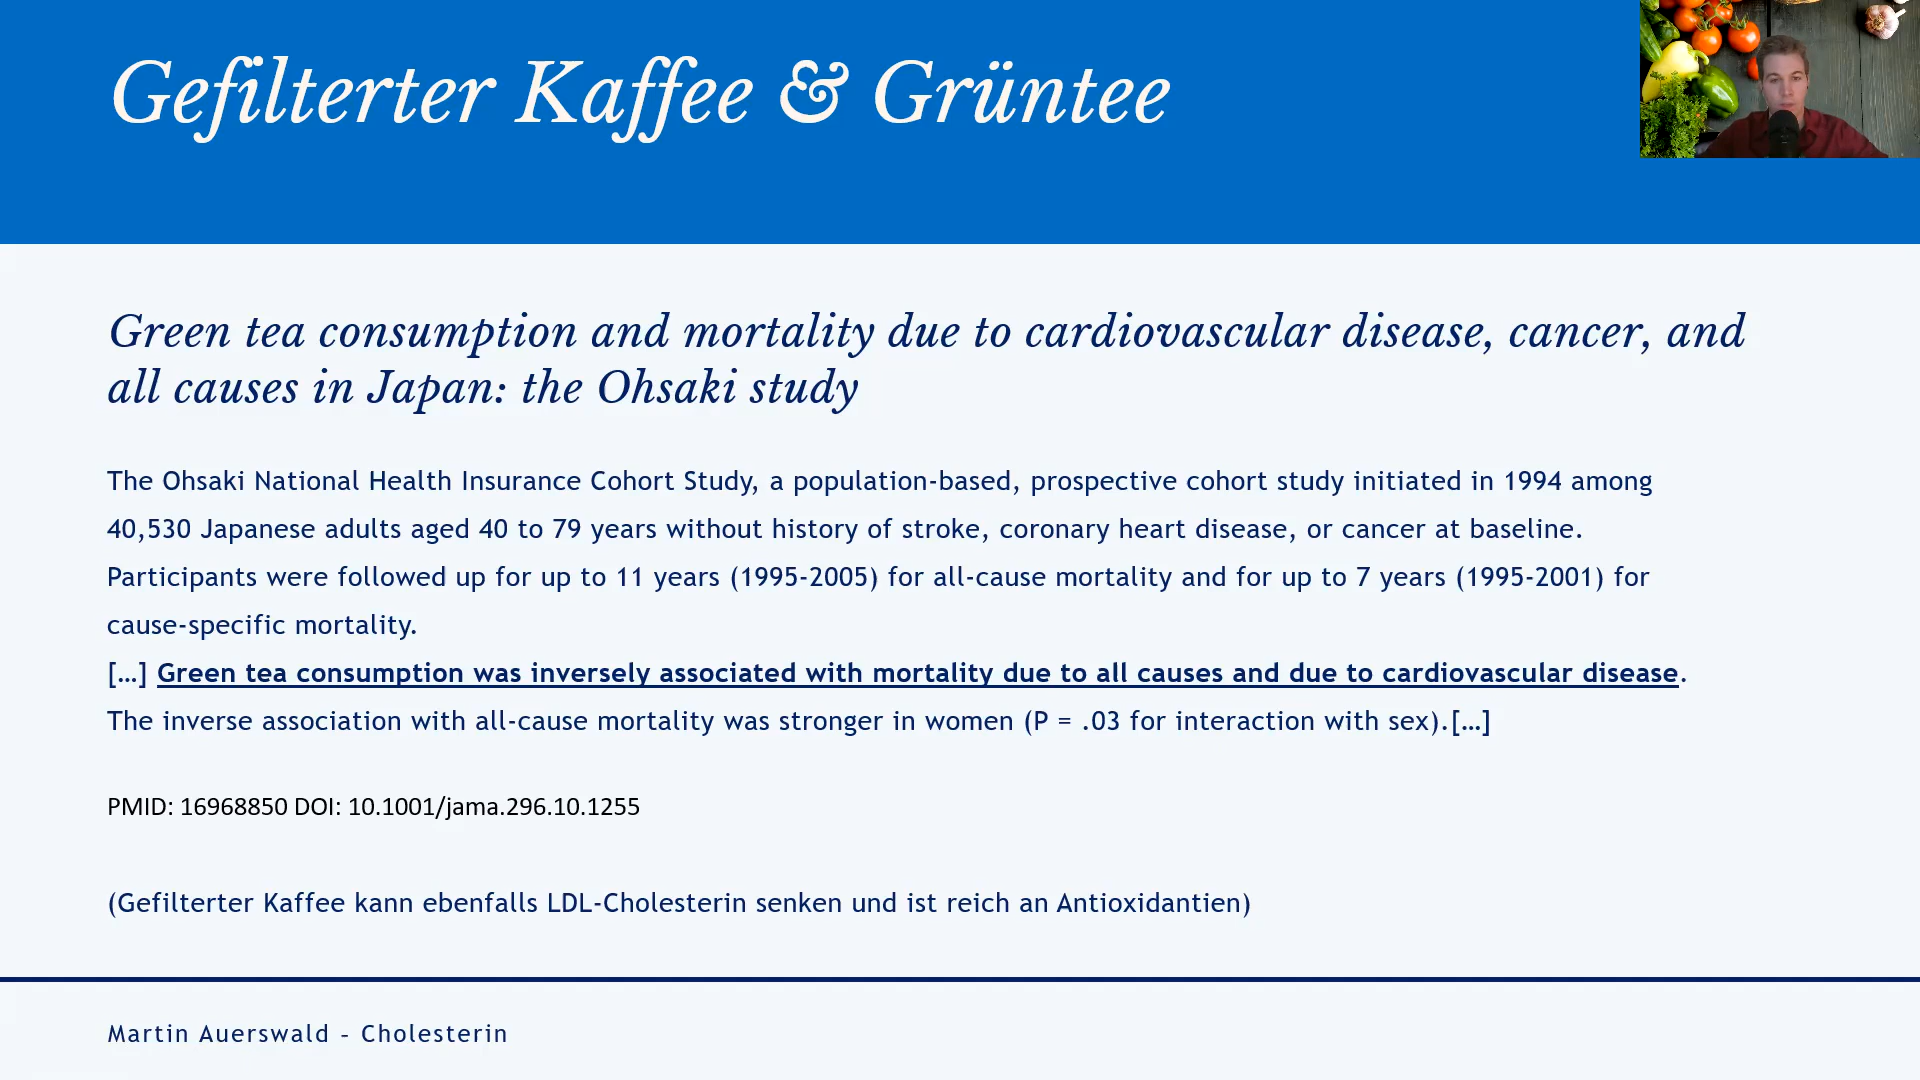 Gefilterter Kaffee & Grüntee
Green tea consumption and mortality due to cardiovascular disease, cancer, and
all causes in Japan: the Ohsaki study
The Ohsaki National Health Insurance Cohort Study, a population-based, prospective cohort study initiated in 1994 among
40,530 Japanese adults aged 40 to 79 years without history of stroke, coronary heart disease, or cancer at baseline.
Participants were followed up for up to 11 years (1995-2005) for all-cause mortality and for up to 7 years (1995-2001) for
cause-specific mortality.
[…] Green tea consumption was inversely associated with mortality due to all causes and due to cardiovascular disease.
The inverse association with all-cause mortality was stronger in women (P = .03 for interaction with sex).[…]
PMID: 16968850 DOI: 10.1001/jama.296.10.1255
(Gefilterter Kaffee kann ebenfalls LDL-Cholesterin senken und ist reich an Antioxidantien)
Martin Auerswald – Cholesterin